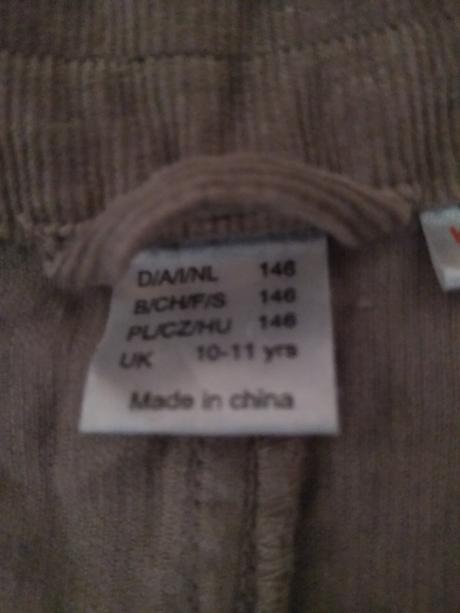 D/A/I/NL 146
B/CH/F/S 146
PL/CZ/HU 146
UK 10-11 yrs
Made in china